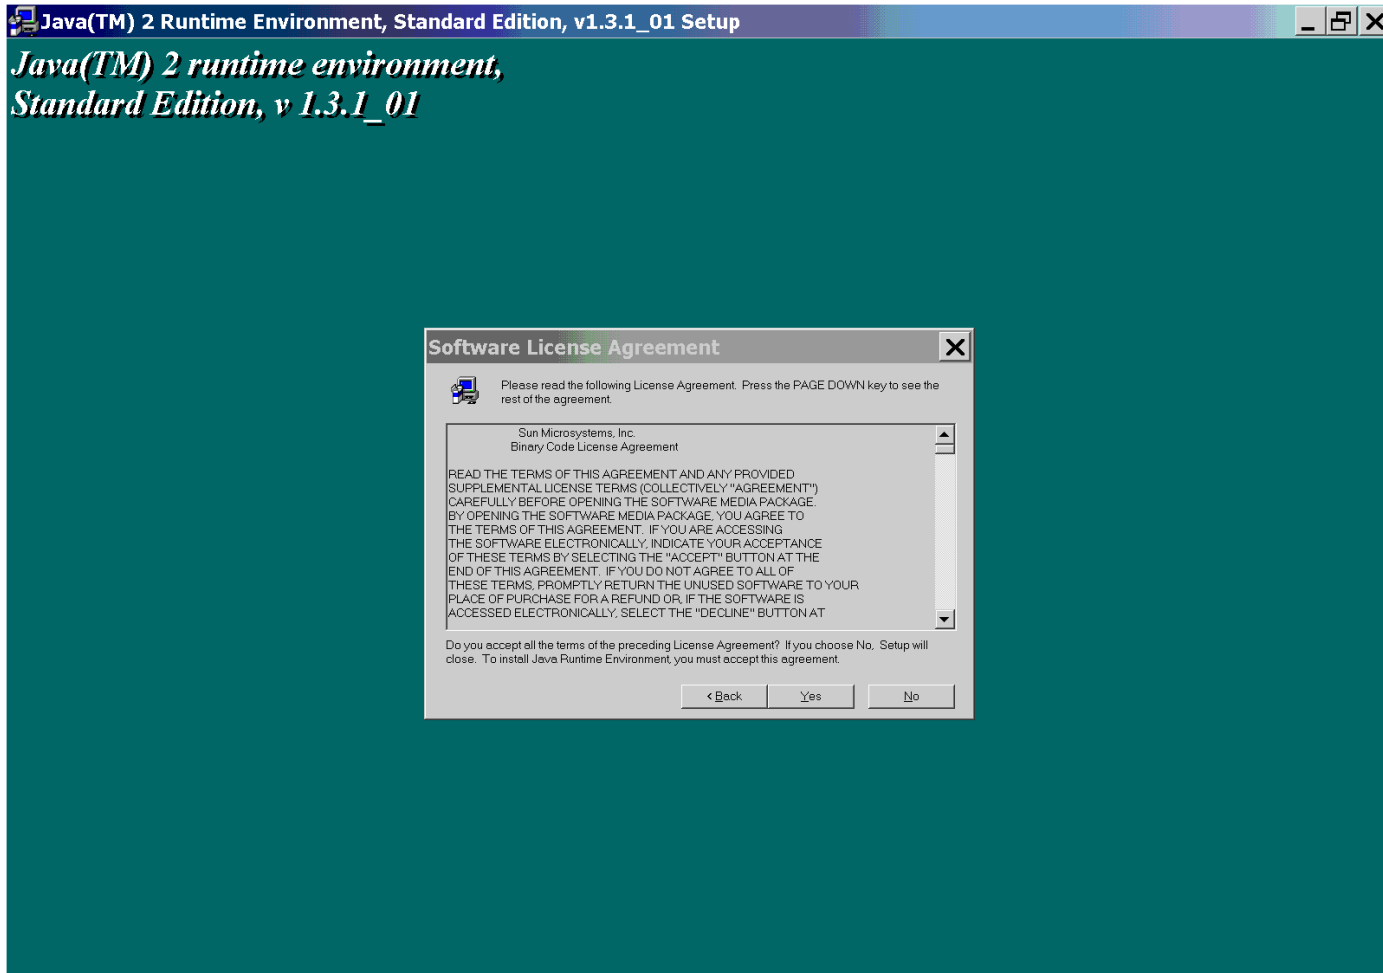 Java(TM) 2 Runtime Environment, Standard Edition, v1.3.1_01 Setup
Java(TM) 2 runtime environment,
Standard Edition, v 1.3.1_01
Software License Agreement
Please read the following License Agreement. Press the PAGE DOWN key to see the
rest of the agreement.
Sun Microsystems, Inc.
Binary Code License Agreement
READ THE TERMS OF THIS AGREEMENT AND ANY PROVIDED
SUPPLEMENTAL LICENSE TERMS (COLLECTIVELY "AGREEMENT")
CAREFULLY BEFORE OPENING THE SOFTWARE MEDIA PACKAGE.
BY OPENING THE SOFTWARE MEDIA PACKAGE, YOU AGREE TO
THE TERMS OF THIS AGREEMENT. IF YOU ARE ACCESSING
THE SOFTWARE ELECTRONICALLY, INDICATE YOUR ACCEPTANCE
OF THESE TERMS BY SELECTING THE "ACCEPT" BUTTON AT THE
END OF THIS AGREEMENT. IF YOU DO NOT AGREE TO ALL OF
THESE TERMS, PROMPTLY RETURN THE UNUSED SOFTWARE TO YOUR
PLACE OF PURCHASE FOR A REFUND OR, IF THE SOFTWARE IS
ACCESSED ELECTRONICALLY, SELECT THE "DECLINE" BUTTON AT
Do you accept all the terms of the preceding License Agreement? If you choose No, Setup will
close. To install Java Runtime Environment, you must accept this agreement.
< Back Yes No